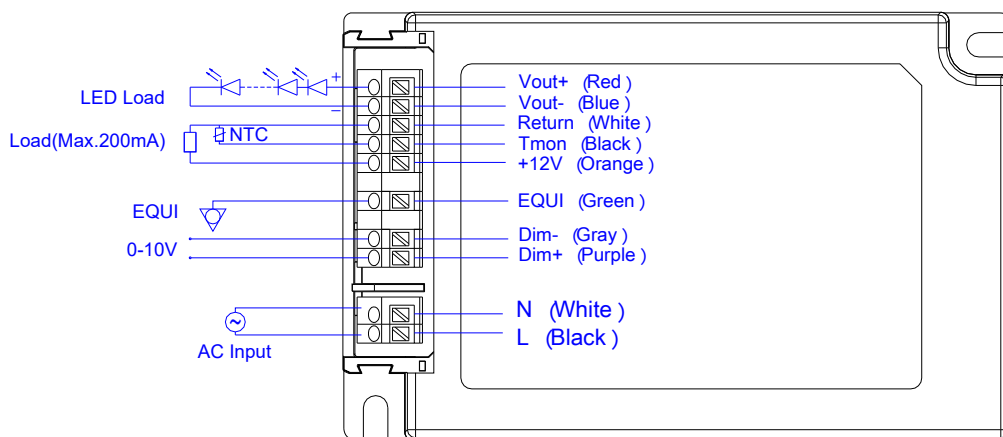 LED Load
+
−
Load(Max.200mA)
NTC
EQUI
0-10V
AC Input
Vout+ (Red )
Vout- (Blue )
Return (White )
Tmon (Black )
+12V (Orange )
EQUI (Green )
Dim- (Gray )
Dim+ (Purple )
N (White )
L (Black )